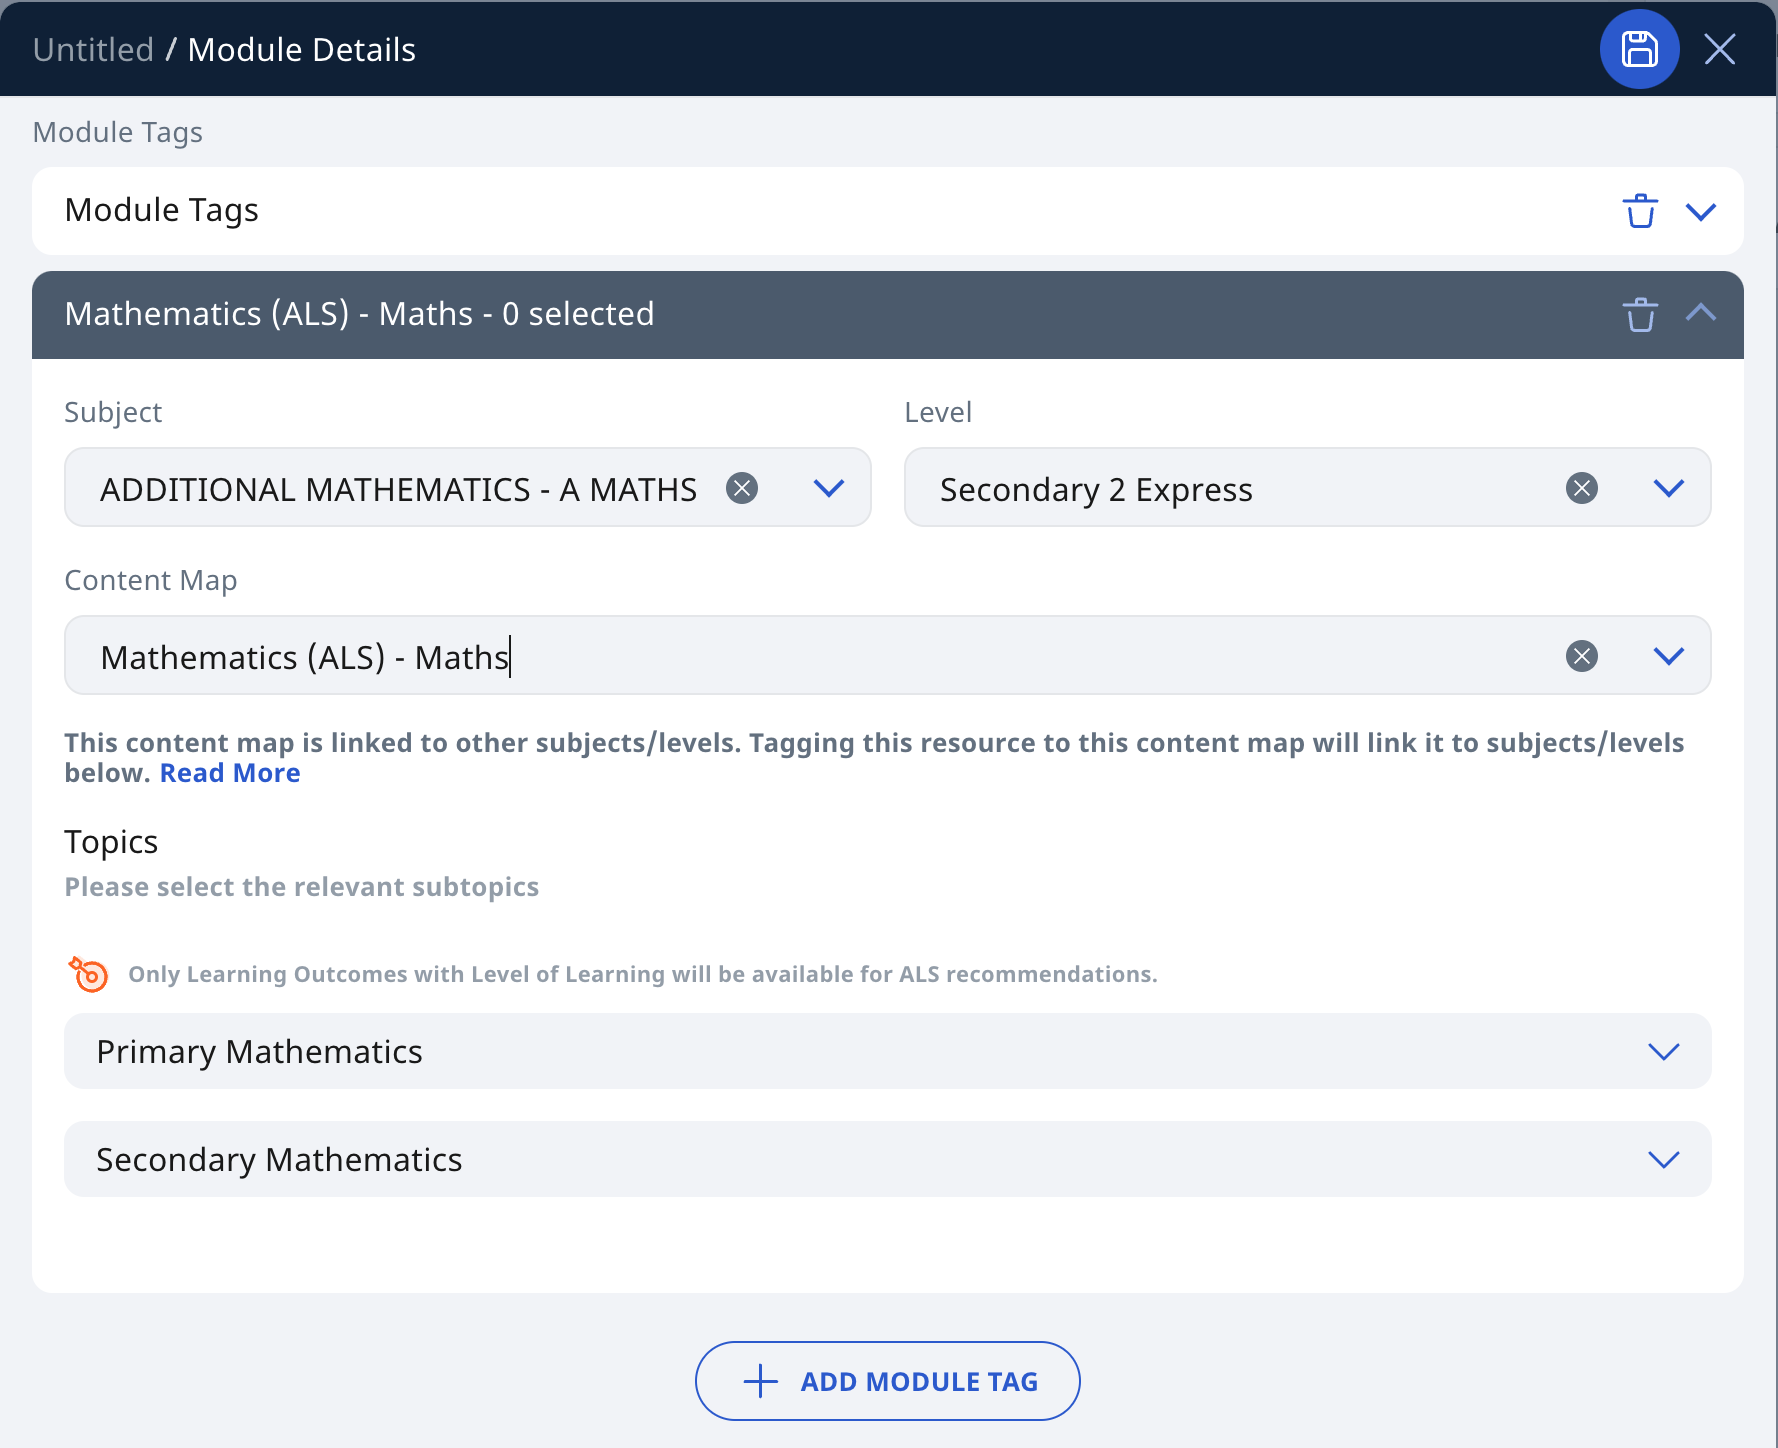 Untitled / Module Details
Module Tags
Module Tags
Mathematics (ALS) - Maths - 0 selected
Subject
Level
ADDITIONAL MATHEMATICS - A MATHS
Secondary 2 Express
Content Map
Mathematics (ALS) - Maths
This content map is linked to other subjects/levels. Tagging this resource to this content map will link it to subjects/levels
below. Read More
Topics
Please select the relevant subtopics
Only Learning Outcomes with Level of Learning will be available for ALS recommendations.
Primary Mathematics
Secondary Mathematics
ADD MODULE TAG